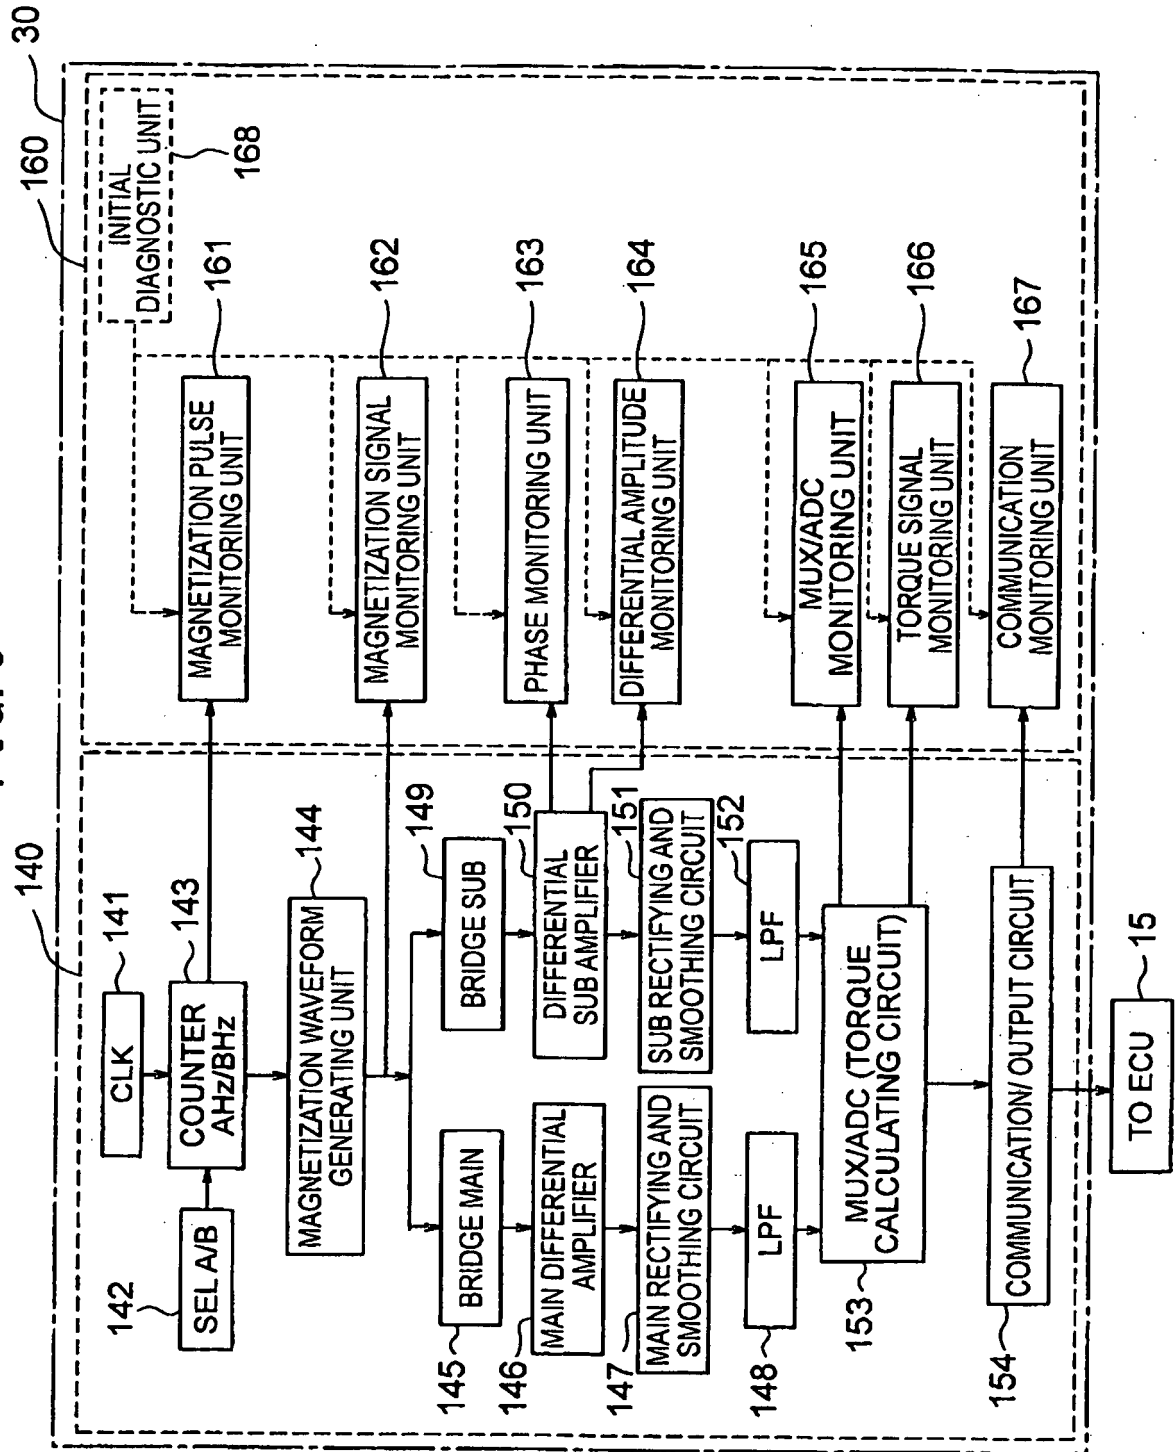 30
160
INITIAL
DIAGNOSTIC UNIT
168
140
CLK
141
SEL A/B
142
COUNTER
AHz/BHz
143
MAGNETIZATION PULSE
MONITORING UNIT
161
MAGNETIZATION WAVEFORM
GENERATING UNIT
144
MAGNETIZATION SIGNAL
MONITORING UNIT
162
BRIDGE MAIN
145
BRIDGE SUB
149
MAIN DIFFERENTIAL
AMPLIFIER
146
DIFFERENTIAL
SUB AMPLIFIER
150
PHASE MONITORING UNIT
163
DIFFERENTIAL AMPLITUDE
MONITORING UNIT
164
MAIN RECTIFYING AND
SMOOTHING CIRCUIT
147
SUB RECTIFYING AND
SMOOTHING CIRCUIT
151
LPF
148
LPF
152
MUX/ADC (TORQUE
CALCULATING CIRCUIT)
153
MUX/ADC
MONITORING UNIT
165
TORQUE SIGNAL
MONITORING UNIT
166
COMMUNICATION/ OUTPUT CIRCUIT
154
COMMUNICATION
MONITORING UNIT
167
TO ECU
15